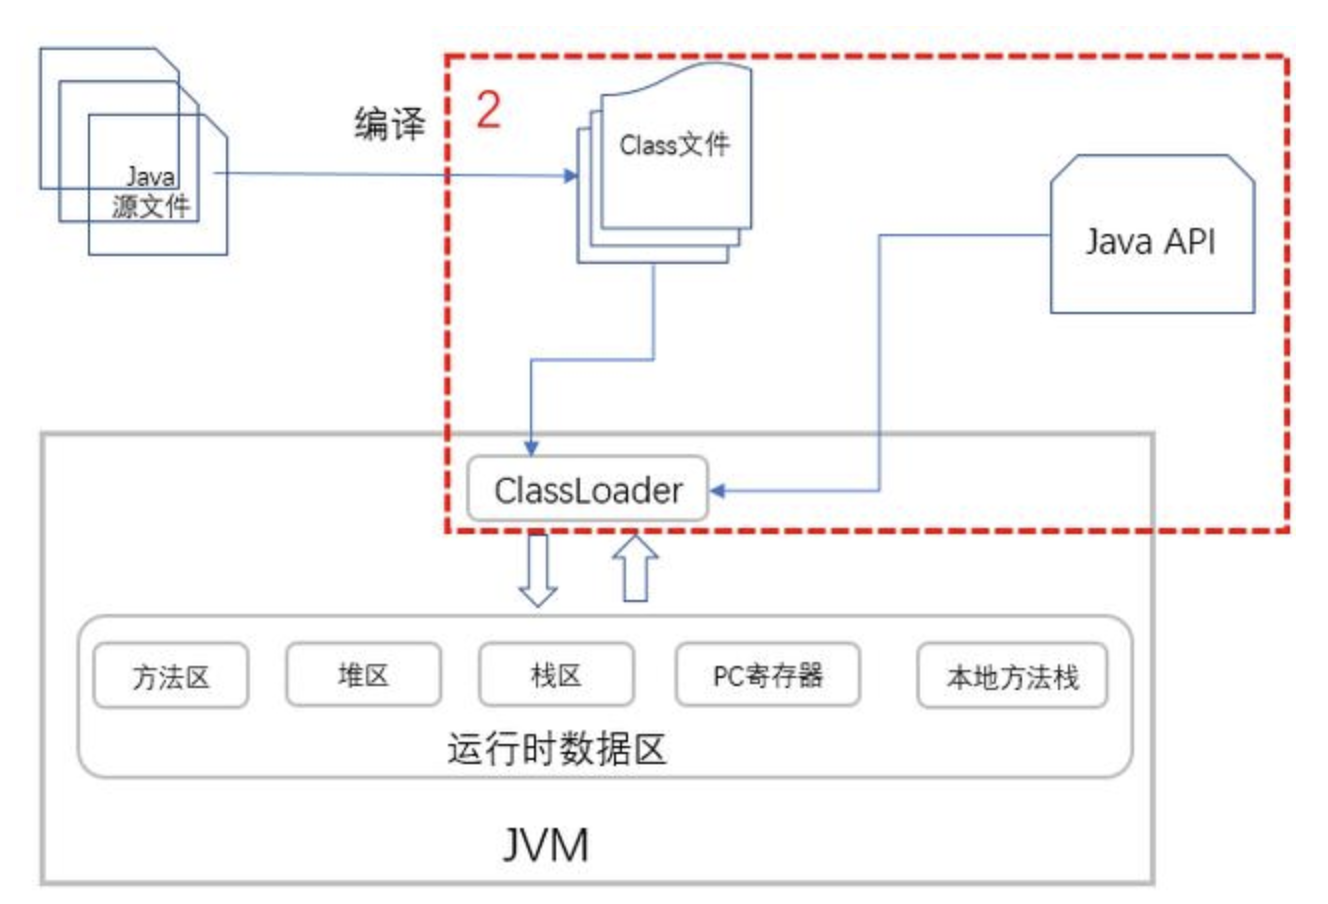 编译
2
Class文件
Java
源文件
Java API
ClassLoader
方法区
堆区
栈区
PC寄存器
本地方法栈
运行时数据区
JVM